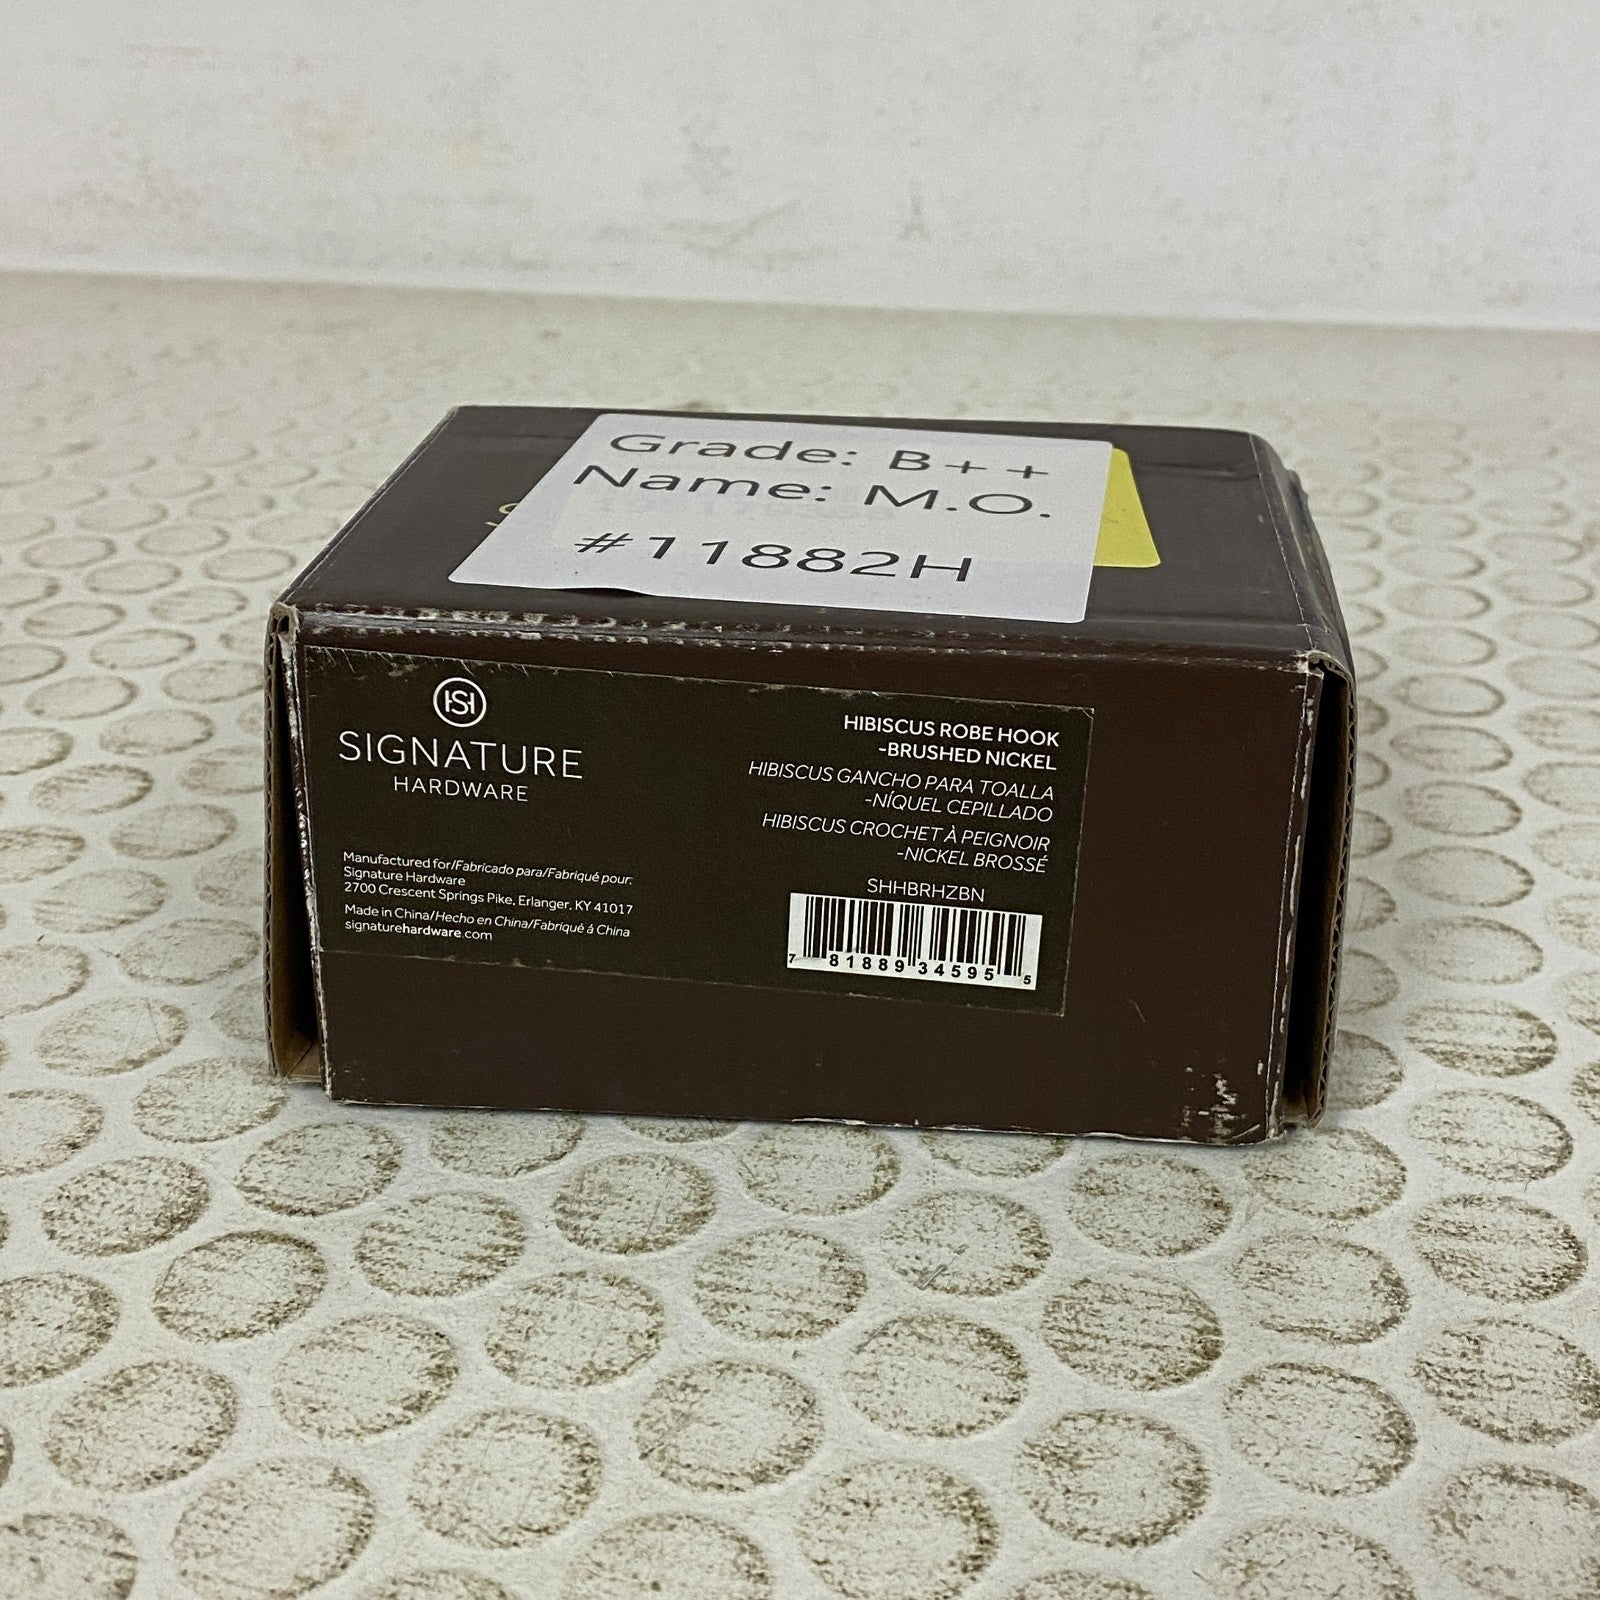 Grade: B++
Name: M.O.
#11882H
S
HS
SIGNATURE
HARDWARE
Manufactured for/Fabricado para/Fabriqué pour:
Signature Hardware
2700 Crescent Springs Pike, Erlanger, KY 41017
Made in China/Hecho en China/Fabriqué á China
signaturehardware.com
HIBISCUS ROBE HOOK
-BRUSHED NICKEL
HIBISCUS GANCHO PARA TOALLA
-NÍQUEL CEPILLADO
HIBISCUS CROCHET À PEIGNOIR
-NICKEL BROSSÉ
SHHBRHZBN
7 81889 34595 5